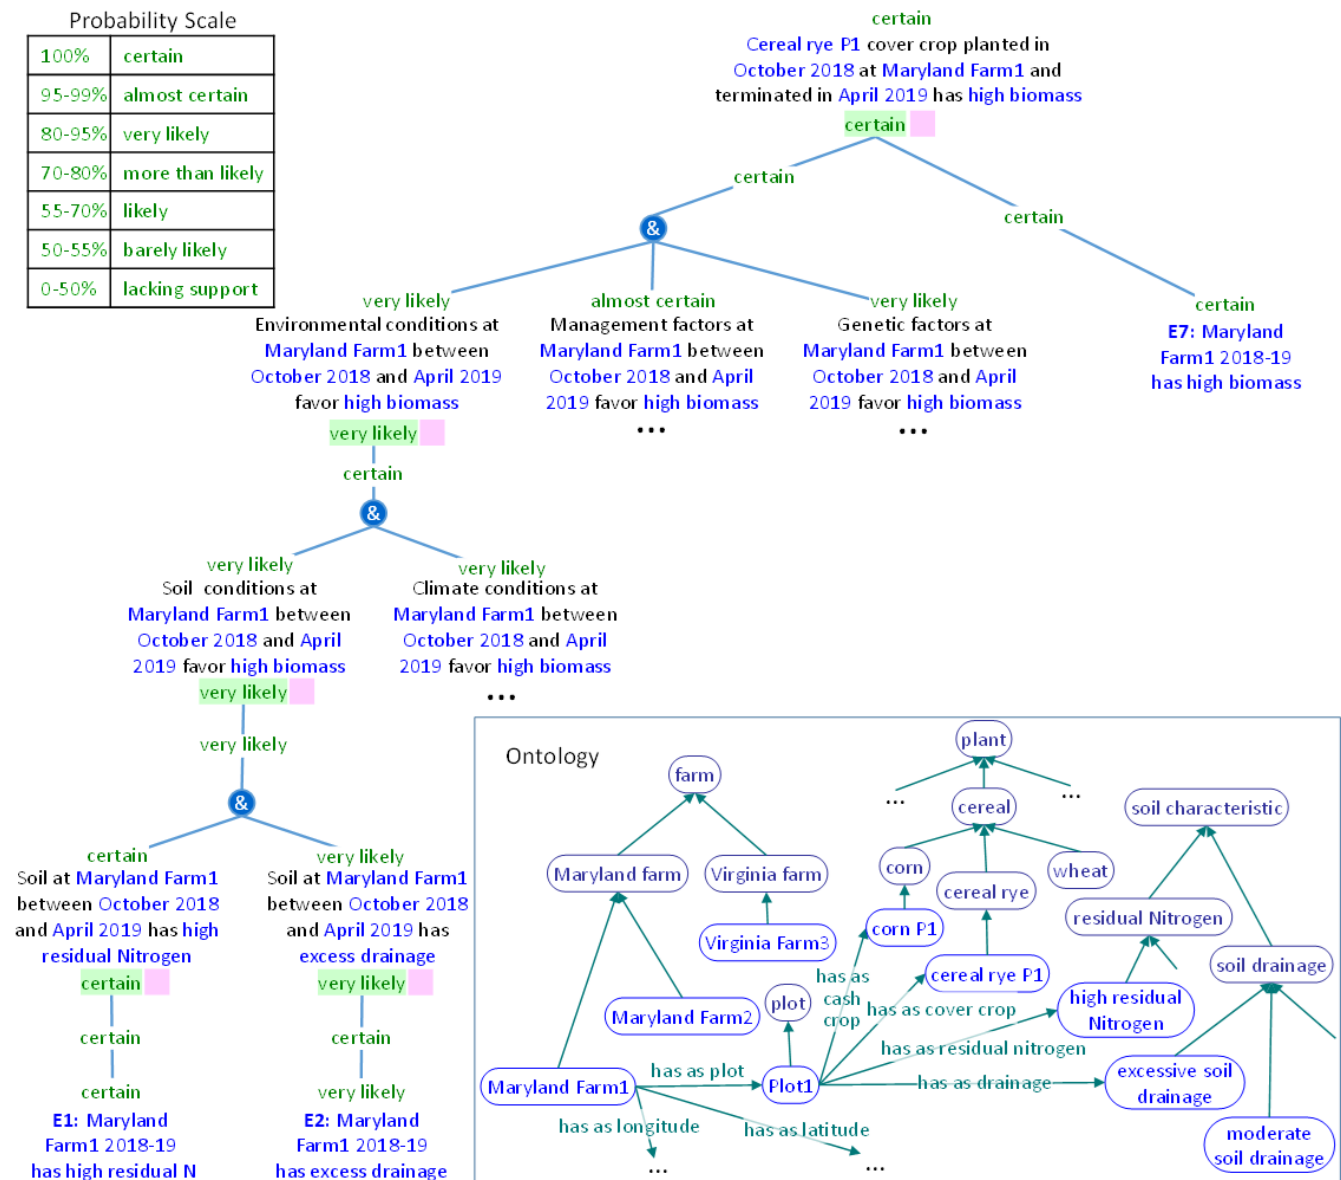 Probability Scale
100% certain
95-99% almost certain
80-95% very likely
70-80% more than likely
55-70% likely
50-55% barely likely
0-50% lacking support
certain
Cereal rye P1 cover crop planted in
October 2018 at Maryland Farm1 and
terminated in April 2019 has high biomass
certain
certain
certain
&
very likely
Environmental conditions at
Maryland Farm1 between
October 2018 and April 2019
favor high biomass
very likely
almost certain
Management factors at
Maryland Farm1 between
October 2018 and April
2019 favor high biomass
...
very likely
Genetic factors at
Maryland Farm1 between
October 2018 and April
2019 favor high biomass
...
certain
E7: Maryland
Farm1 2018-19
has high biomass
certain
&
very likely
Soil conditions at
Maryland Farm1 between
October 2018 and April
2019 favor high biomass
very likely
very likely
Climate conditions at
Maryland Farm1 between
October 2018 and April
2019 favor high biomass
...
very likely
&
certain
Soil at Maryland Farm1
between October 2018
and April 2019 has high
residual Nitrogen
certain
certain
certain
E1: Maryland
Farm1 2018-19
has high residual N
very likely
Soil at Maryland Farm1
between October 2018
and April 2019 has
excess drainage
very likely
certain
very likely
E2: Maryland
Farm1 2018-19
has excess drainage
Ontology
farm
Maryland farm
Virginia farm
Virginia Farm3
Maryland Farm2
Maryland Farm1
has as plot
has as longitude
...
has as latitude
...
plot
Plot1
plant
...
cereal
...
corn
cereal rye
wheat
corn P1
cereal rye P1
has as
cash
crop
has as cover crop
has as residual nitrogen
has as drainage
soil characteristic
residual Nitrogen
soil drainage
high residual
Nitrogen
excessive soil
drainage
moderate
soil drainage